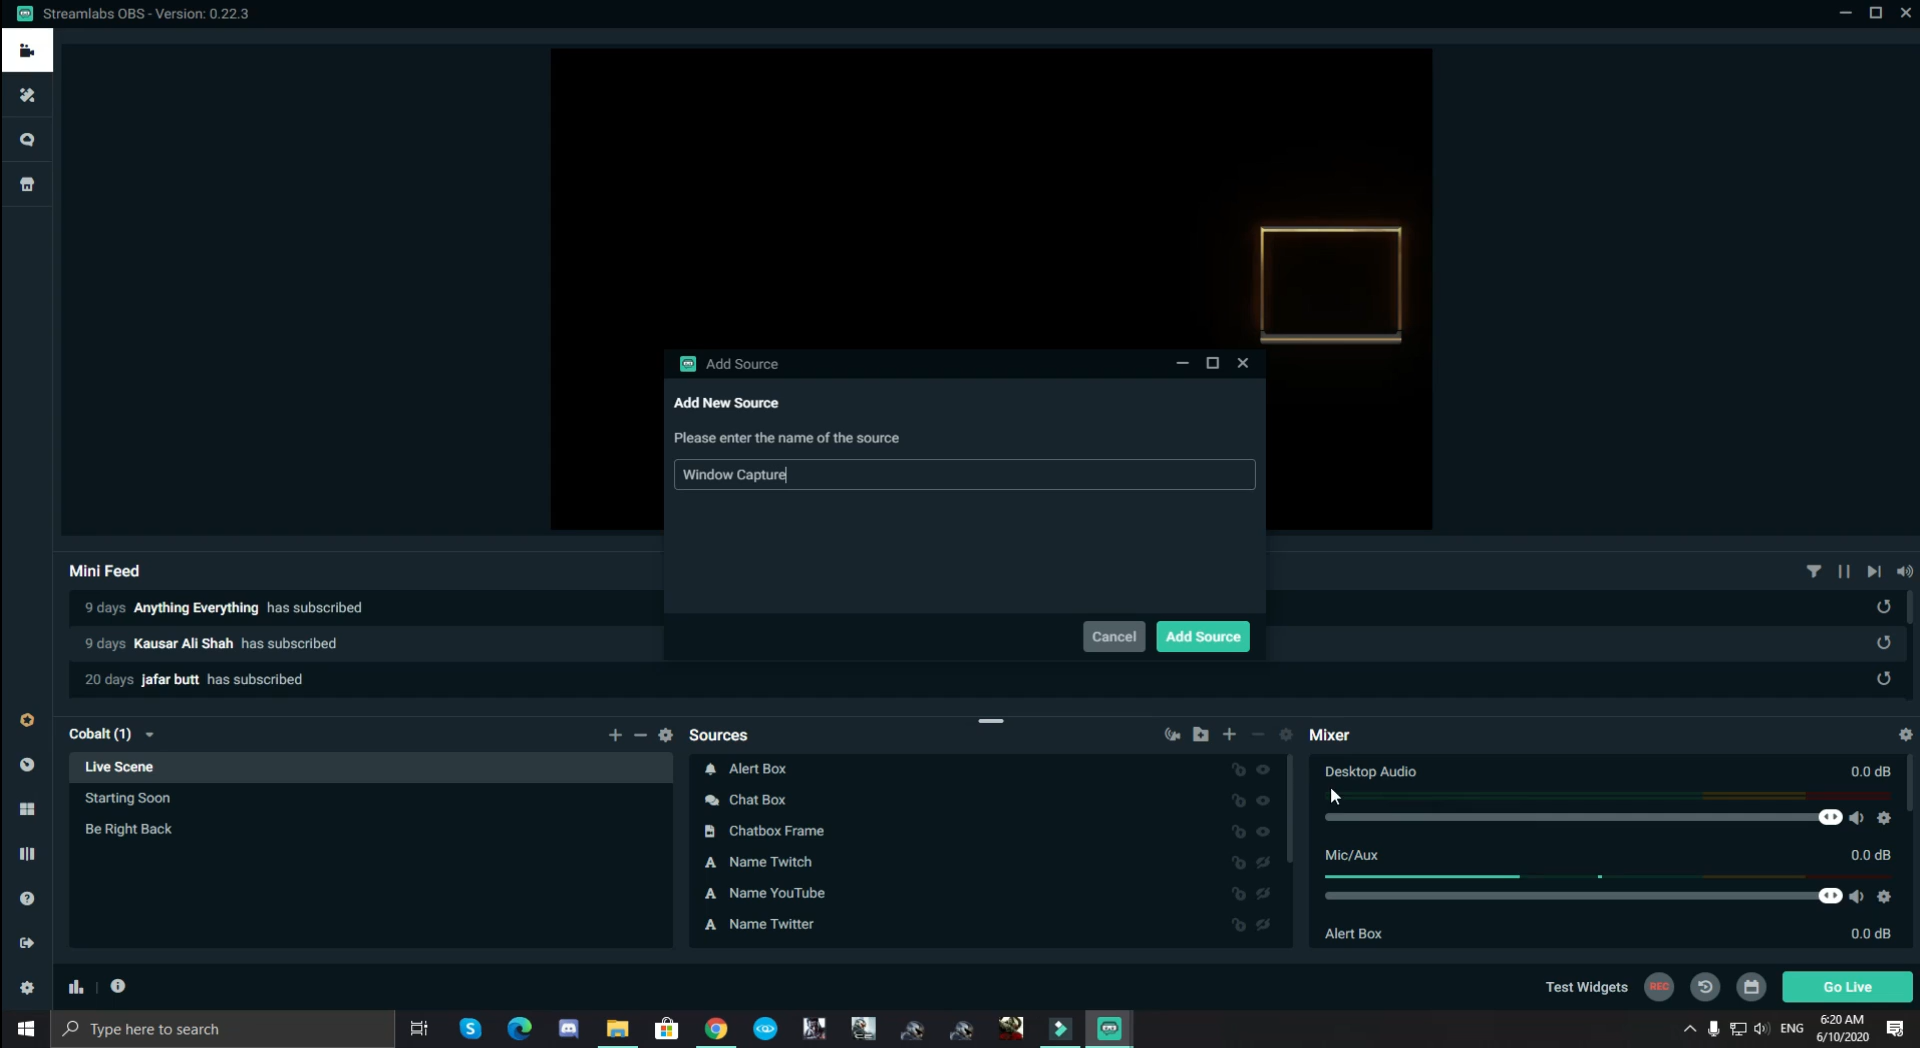 Streamlabs OBS - Version: 0.22.3
Add Source
Add New Source
Please enter the name of the source
Window Capture
Cancel
Add Source
Mini Feed
9 days Anything Everything has subscribed
9 days Kausar Ali Shah has subscribed
20 days jafar butt has subscribed
Cobalt (1)
Live Scene
Starting Soon
Be Right Back
Sources
Alert Box
Chat Box
Chatbox Frame
Name Twitch
Name YouTube
Name Twitter
Mixer
Desktop Audio 0.0 dB
Mic/Aux 0.0 dB
Alert Box 0.0 dB
Test Widgets
REC
Go Live
Type here to search
ENG
6:20 AM
6/10/2020